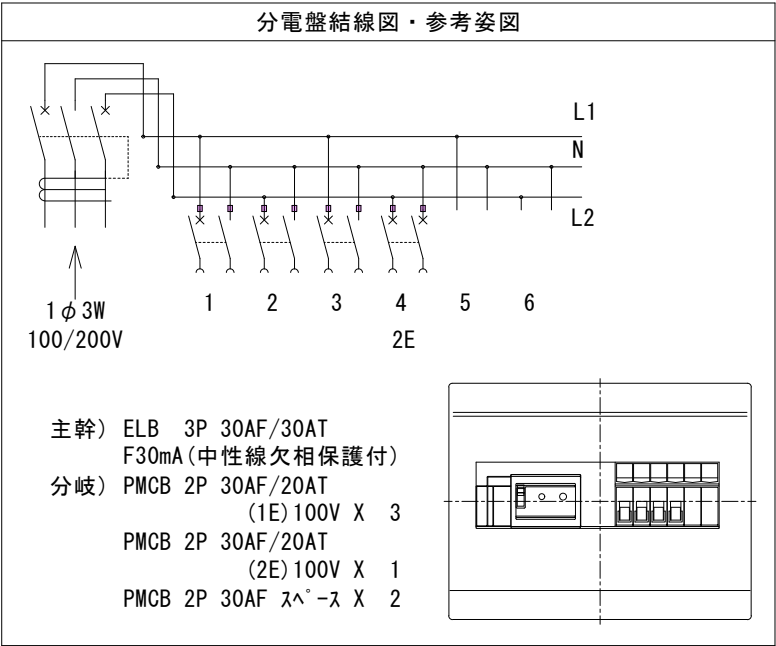 分電盤結線図・参考姿図
L1
N
L2
1 2 3 4 5 6
2E
1φ3W
100/200V
主幹) ELB 3P 30AF/30AT
F30mA(中性線欠相保護付)
分岐) PMCB 2P 30AF/20AT
(1E)100V X 3
PMCB 2P 30AF/20AT
(2E)100V X 1
PMCB 2P 30AF ｽﾍﾟｰｽ X 2